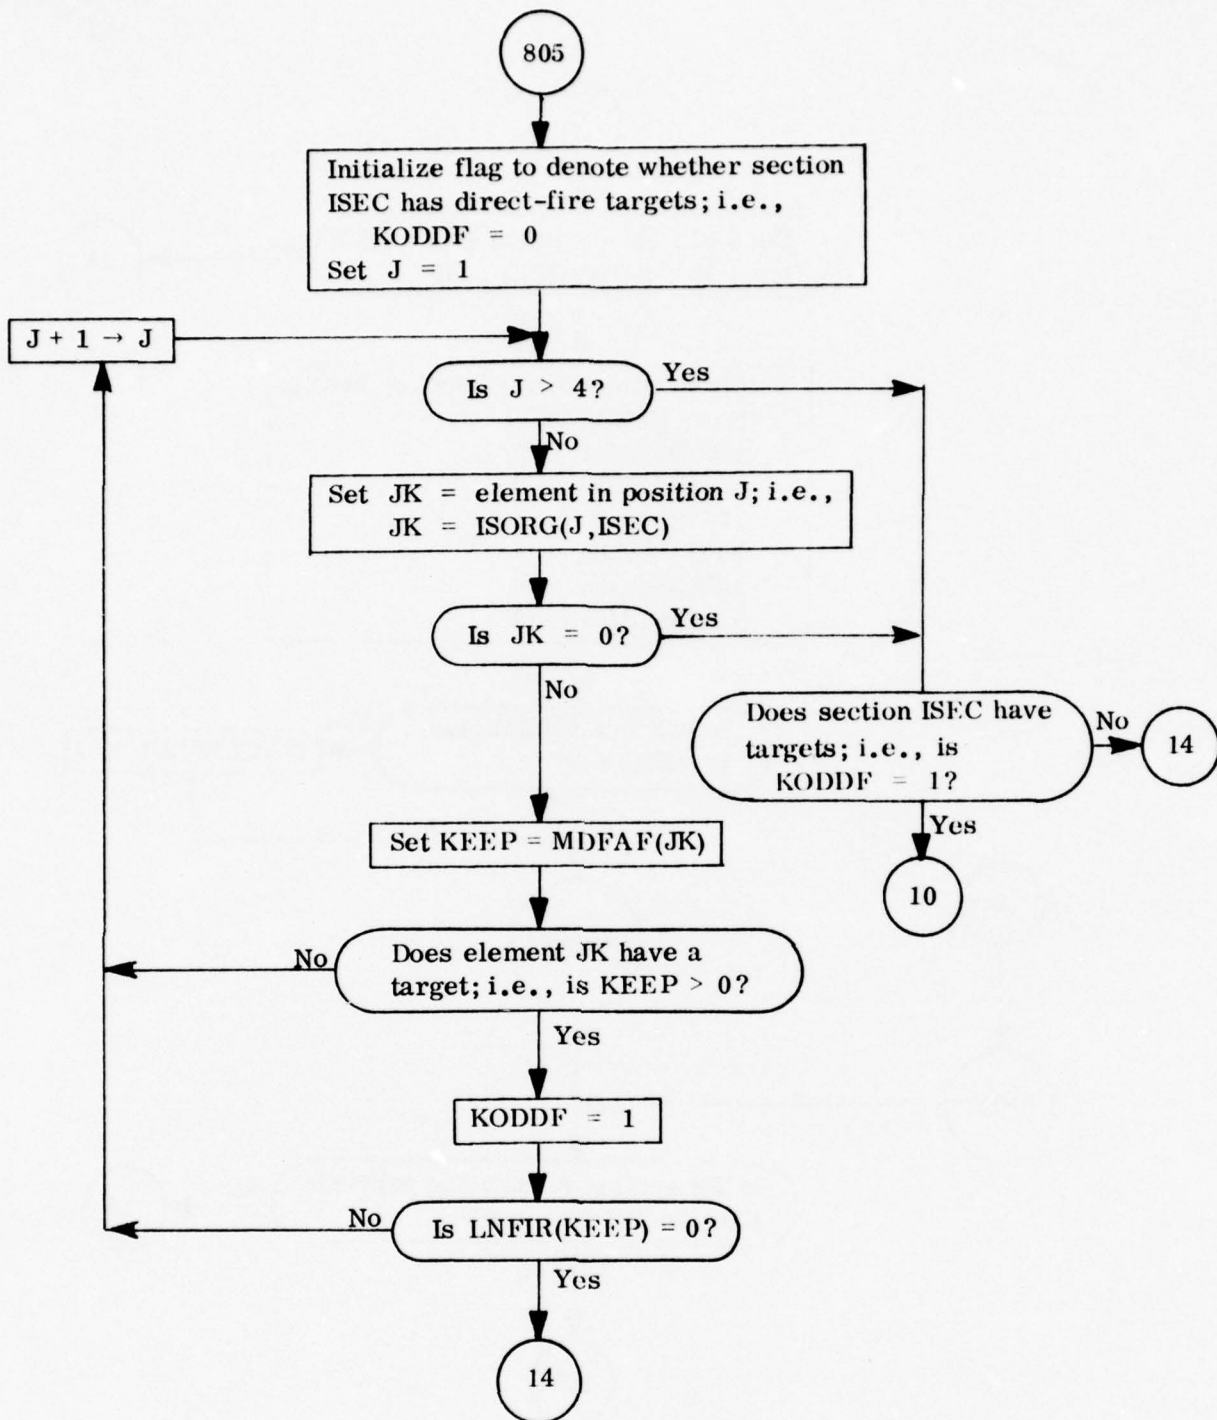 805
Initialize flag to denote whether section
ISEC has direct-fire targets; i.e.,
KODDF = 0
Set J = 1
J + 1 → J
Is J > 4?
Yes
No
Set JK = element in position J; i.e.,
JK = ISORG(J,ISEC)
Is JK = 0?
Yes
No
Does section ISEC have
targets; i.e., is
KODDF = 1?
No
14
Yes
10
Set KEEP = MDFAF(JK)
Does element JK have a
target; i.e., is KEEP > 0?
No
Yes
KODDF = 1
Is LNFIR(KEEP) = 0?
No
Yes
14